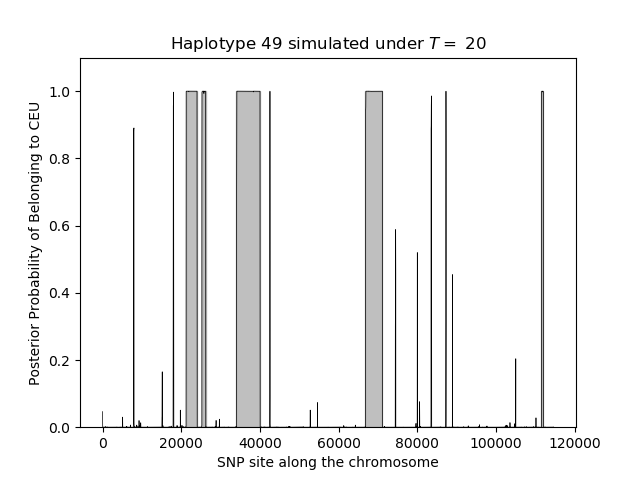 Haplotype 49 simulated under T = 20
Posterior Probability of Belonging to CEU
1.0
0.8
0.6
0.4
0.2
0.0
0 20000 40000 60000 80000 100000 120000
SNP site along the chromosome